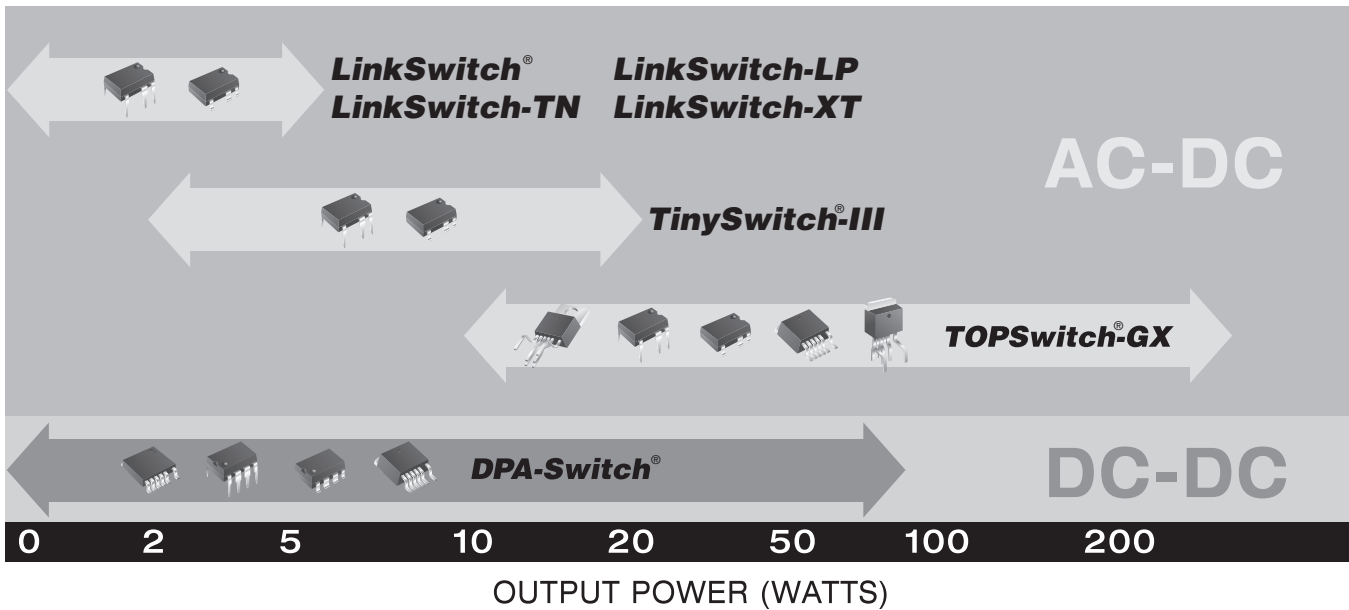 LinkSwitch® LinkSwitch-LP
LinkSwitch-TN LinkSwitch-XT
AC-DC
TinySwitch®-III
TOPSwitch®-GX
DPA-Switch®
DC-DC
0 2 5 10 20 50 100 200
OUTPUT POWER (WATTS)